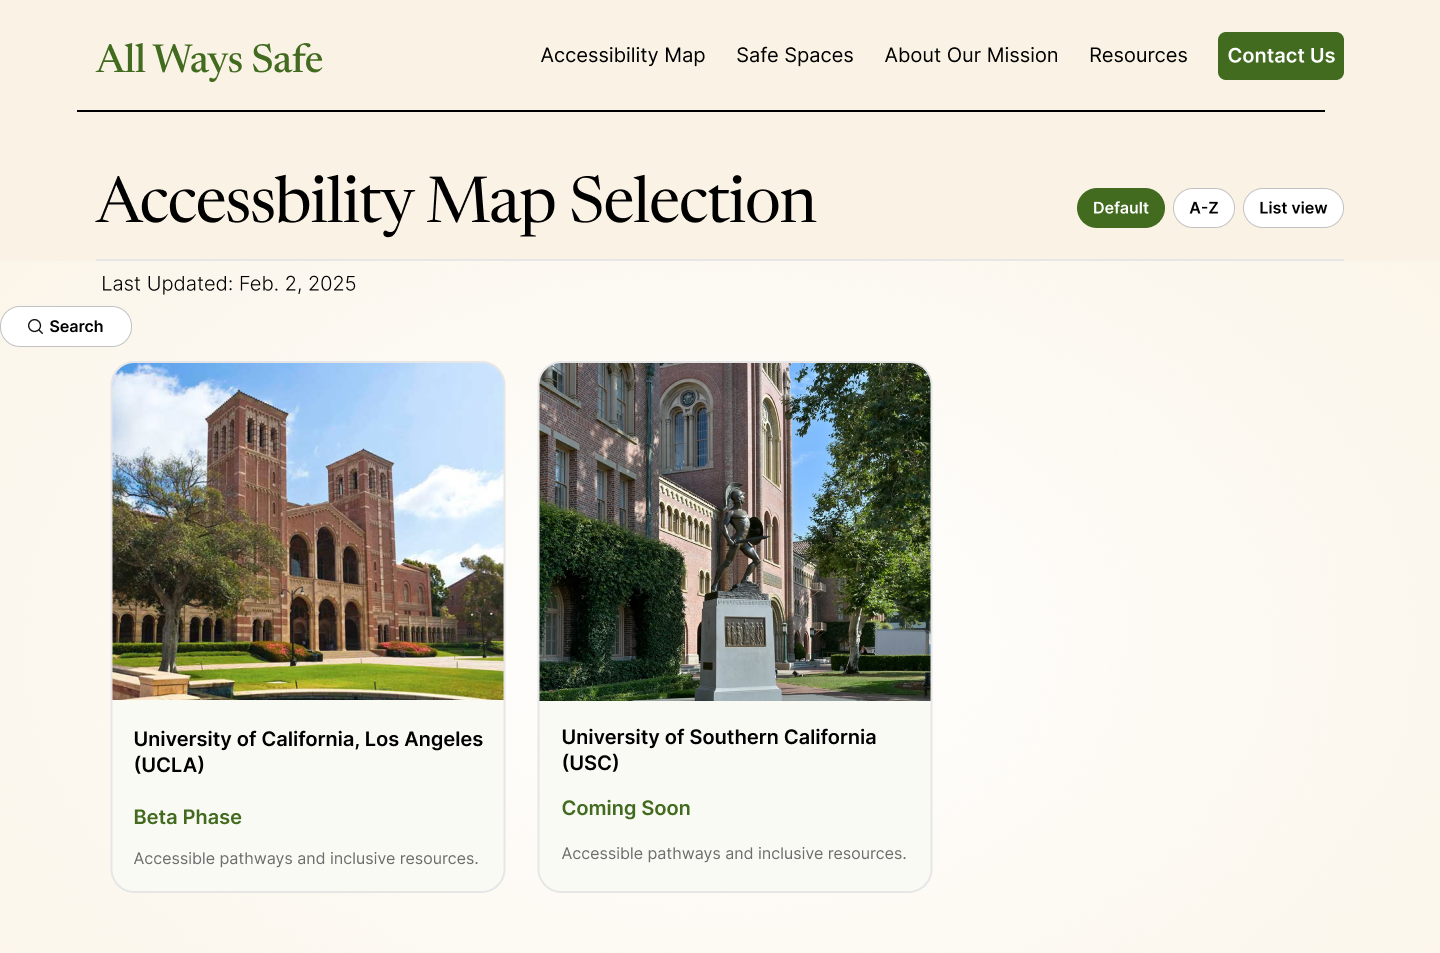 All Ways Safe
Accessibility Map
Safe Spaces
About Our Mission
Resources
Contact Us
Accessbility Map Selection
Default
A-Z
List view
Last Updated: Feb. 2, 2025
Search
University of California, Los Angeles
(UCLA)
Beta Phase
Accessible pathways and inclusive resources.
University of Southern California
(USC)
Coming Soon
Accessible pathways and inclusive resources.